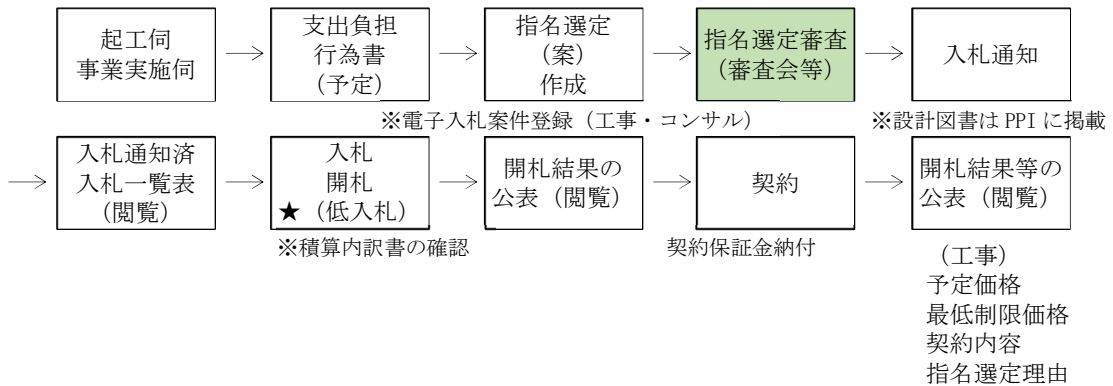 起工伺
事業実施伺
支出負担
行為書
(予定)
指名選定
(案)
作成
指名選定審査
(審査会等)
入札通知
※電子入札案件登録(工事・コンサル)
※設計図書は PPI に掲載
入札通知済
入札一覧表
(閲覧)
入札
開札
★(低入札)
開札結果の
公表(閲覧)
契約
開札結果等の
公表(閲覧)
※積算内訳書の確認
契約保証金納付
(工事)
予定価格
最低制限価格
契約内容
指名選定理由